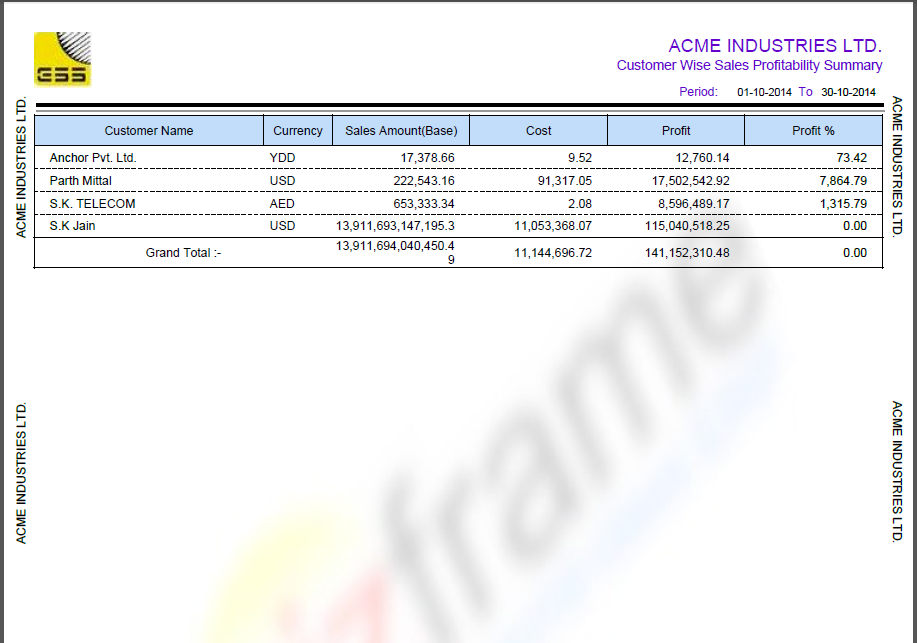 GSS
ACME INDUSTRIES LTD.
Customer Wise Sales Profitability Summary
Period: 01-10-2014 To 30-10-2014
Customer Name Currency Sales Amount(Base) Cost Profit Profit %
Anchor Pvt. Ltd. YDD 17,378.66 9.52 12,760.14 73.42
Parth Mittal USD 222,543.16 91,317.05 17,502,542.92 7,864.79
S.K. TELECOM AED 653,333.34 2.08 8,596,489.17 1,315.79
S.K Jain USD 13,911,693,147,195.3 11,053,368.07 115,040,518.25 0.00
Grand Total :- 13,911,694,040,450.4 11,144,696.72 141,152,310.48 0.00
9
ACME INDUSTRIES LTD.
ACME INDUSTRIES LTD.
ACME INDUSTRIES LTD.
ACME INDUSTRIES LTD.
frame